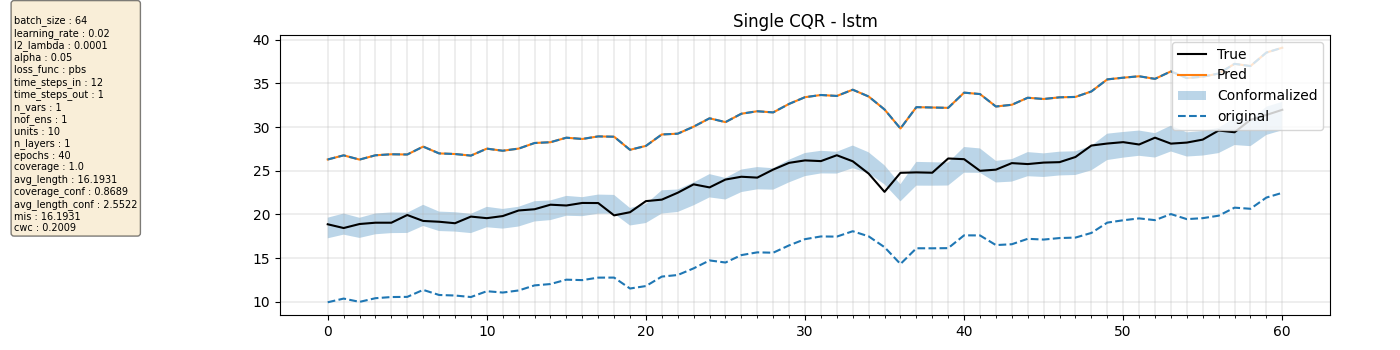 batch_size : 64
learning_rate : 0.02
l2_lambda : 0.0001
alpha : 0.05
loss_func : pbs
time_steps_in : 12
time_steps_out : 1
n_vars : 1
nof_ens : 1
units : 10
n_layers : 1
epochs : 40
coverage : 1.0
avg_length : 16.1931
coverage_conf : 0.8689
avg_length_conf : 2.5522
mis : 16.1931
cwc : 0.2009
Single CQR - lstm
40
35
30
25
20
15
10
True
Pred
Conformalized
original
0 10 20 30 40 50 60